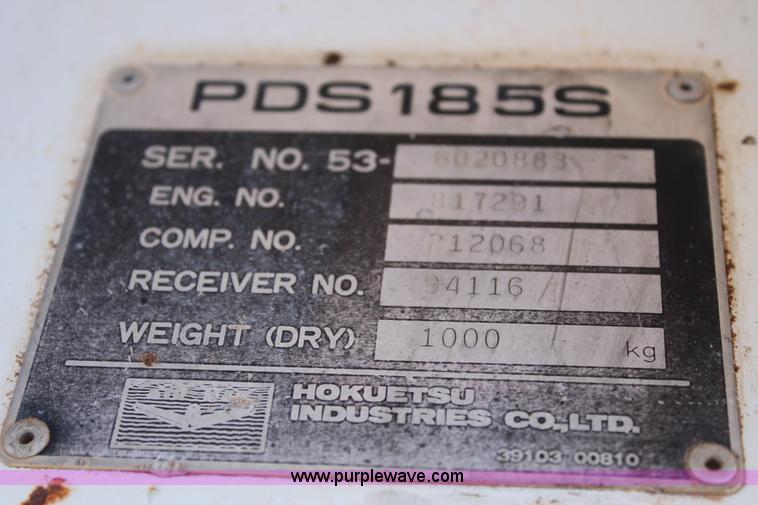 PDS185S
SER. NO. 53- 6020883
ENG. NO. 817291
COMP. NO. P12068
RECEIVER NO. 94116
WEIGHT (DRY) 1000 kg
HOKUETSU
INDUSTRIES CO.,LTD.
39103 00810
www.purplewave.com